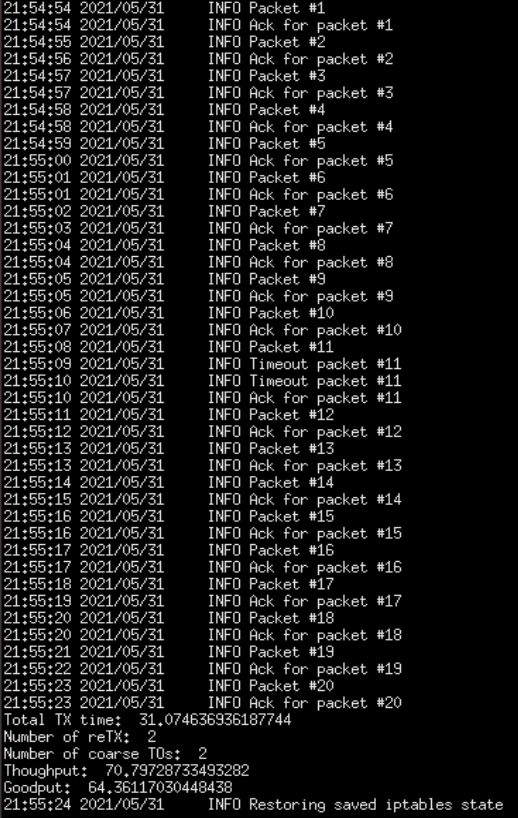 21:54:54 2021/05/31 INFO Packet #1
21:54:54 2021/05/31 INFO Ack for packet #1
21:54:55 2021/05/31 INFO Packet #2
21:54:56 2021/05/31 INFO Ack for packet #2
21:54:57 2021/05/31 INFO Packet #3
21:54:57 2021/05/31 INFO Ack for packet #3
21:54:58 2021/05/31 INFO Packet #4
21:54:58 2021/05/31 INFO Ack for packet #4
21:54:59 2021/05/31 INFO Packet #5
21:55:00 2021/05/31 INFO Ack for packet #5
21:55:01 2021/05/31 INFO Packet #6
21:55:01 2021/05/31 INFO Ack for packet #6
21:55:02 2021/05/31 INFO Packet #7
21:55:03 2021/05/31 INFO Ack for packet #7
21:55:04 2021/05/31 INFO Packet #8
21:55:04 2021/05/31 INFO Ack for packet #8
21:55:05 2021/05/31 INFO Packet #9
21:55:05 2021/05/31 INFO Ack for packet #9
21:55:06 2021/05/31 INFO Packet #10
21:55:07 2021/05/31 INFO Ack for packet #10
21:55:08 2021/05/31 INFO Packet #11
21:55:09 2021/05/31 INFO Timeout packet #11
21:55:10 2021/05/31 INFO Timeout packet #11
21:55:10 2021/05/31 INFO Ack for packet #11
21:55:11 2021/05/31 INFO Packet #12
21:55:12 2021/05/31 INFO Ack for packet #12
21:55:13 2021/05/31 INFO Packet #13
21:55:13 2021/05/31 INFO Ack for packet #13
21:55:14 2021/05/31 INFO Packet #14
21:55:15 2021/05/31 INFO Ack for packet #14
21:55:16 2021/05/31 INFO Packet #15
21:55:16 2021/05/31 INFO Ack for packet #15
21:55:17 2021/05/31 INFO Packet #16
21:55:17 2021/05/31 INFO Ack for packet #16
21:55:18 2021/05/31 INFO Packet #17
21:55:19 2021/05/31 INFO Ack for packet #17
21:55:20 2021/05/31 INFO Packet #18
21:55:20 2021/05/31 INFO Ack for packet #18
21:55:21 2021/05/31 INFO Packet #19
21:55:22 2021/05/31 INFO Ack for packet #19
21:55:23 2021/05/31 INFO Packet #20
21:55:23 2021/05/31 INFO Ack for packet #20
Total TX time: 31.074636936187744
Number of reTX: 2
Number of coarse TOs: 2
Thoughput: 70.79728733493282
Goodput: 64.36117030448438
21:55:24 2021/05/31 INFO Restoring saved iptables state